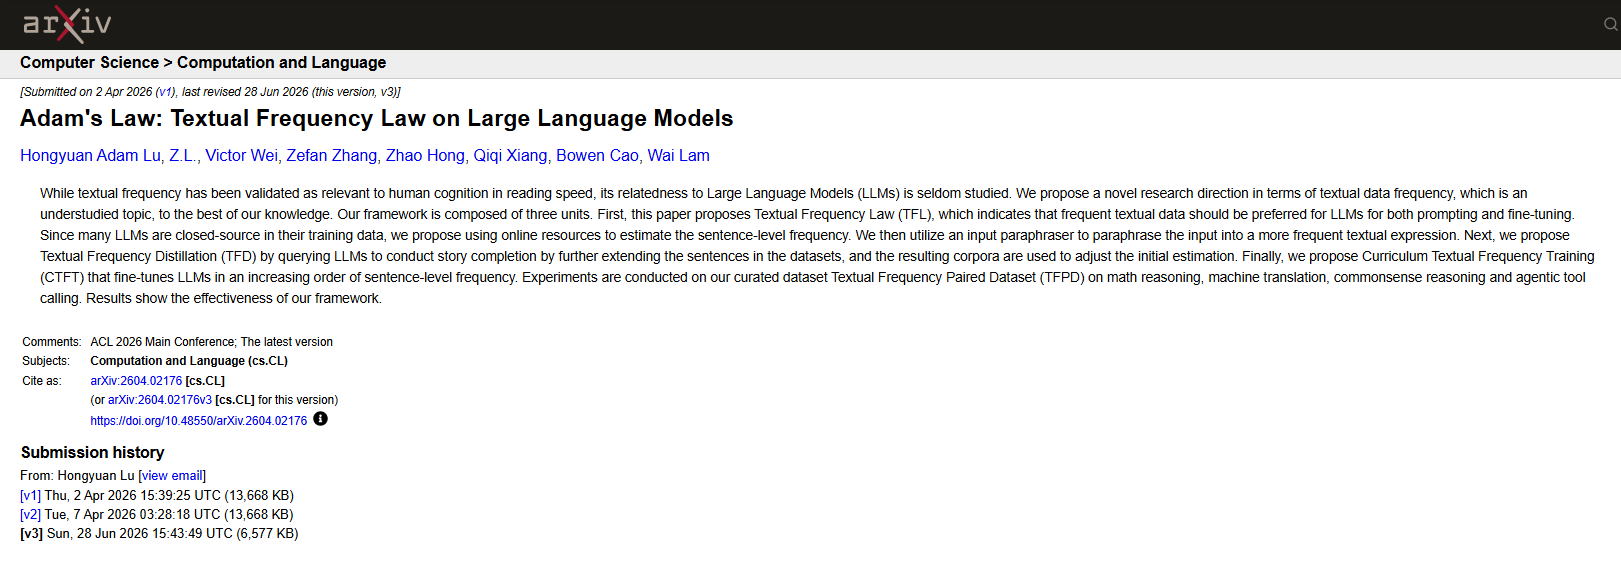 arXiv
Computer Science > Computation and Language
[Submitted on 2 Apr 2026 (v1), last revised 28 Jun 2026 (this version, v3)]
Adam's Law: Textual Frequency Law on Large Language Models
Hongyuan Adam Lu, Z.L., Victor Wei, Zefan Zhang, Zhao Hong, Qiqi Xiang, Bowen Cao, Wai Lam
While textual frequency has been validated as relevant to human cognition in reading speed, its relatedness to Large Language Models (LLMs) is seldom studied. We propose a novel research direction in terms of textual data frequency, which is an
understudied topic, to the best of our knowledge. Our framework is composed of three units. First, this paper proposes Textual Frequency Law (TFL), which indicates that frequent textual data should be preferred for LLMs for both prompting and fine-tuning.
Since many LLMs are closed-source in their training data, we propose using online resources to estimate the sentence-level frequency. We then utilize an input paraphraser to paraphrase the input into a more frequent textual expression. Next, we propose
Textual Frequency Distillation (TFD) by querying LLMs to conduct story completion by further extending the sentences in the datasets, and the resulting corpora are used to adjust the initial estimation. Finally, we propose Curriculum Textual Frequency Training
(CTFT) that fine-tunes LLMs in an increasing order of sentence-level frequency. Experiments are conducted on our curated dataset Textual Frequency Paired Dataset (TFPD) on math reasoning, machine translation, commonsense reasoning and agentic tool
calling. Results show the effectiveness of our framework.
Comments: ACL 2026 Main Conference; The latest version
Subjects: Computation and Language (cs.CL)
Cite as: arXiv:2604.02176 [cs.CL]
(or arXiv:2604.02176v3 [cs.CL] for this version)
https://doi.org/10.48550/arXiv.2604.02176
Submission history
From: Hongyuan Lu [view email]
[v1] Thu, 2 Apr 2026 15:39:25 UTC (13,668 KB)
[v2] Tue, 7 Apr 2026 03:28:18 UTC (13,668 KB)
[v3] Sun, 28 Jun 2026 15:43:49 UTC (6,577 KB)